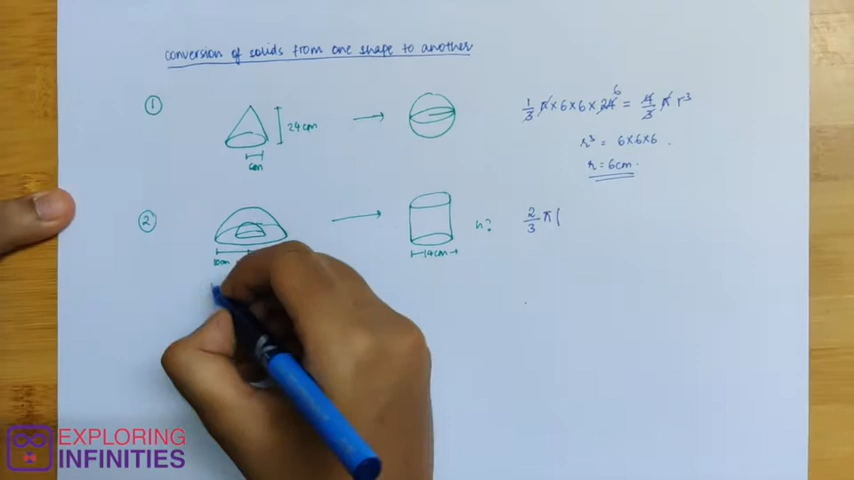 conversion of solids from one shape to another
①
24cm
6cm
1/3 π × 6 × 6 × 24 6 = 4/3 π r³
r³ = 6×6×6 .
r = 6cm.
②
10cm
14cm
h?
2/3 π (
EXPLORING
INFINITIES